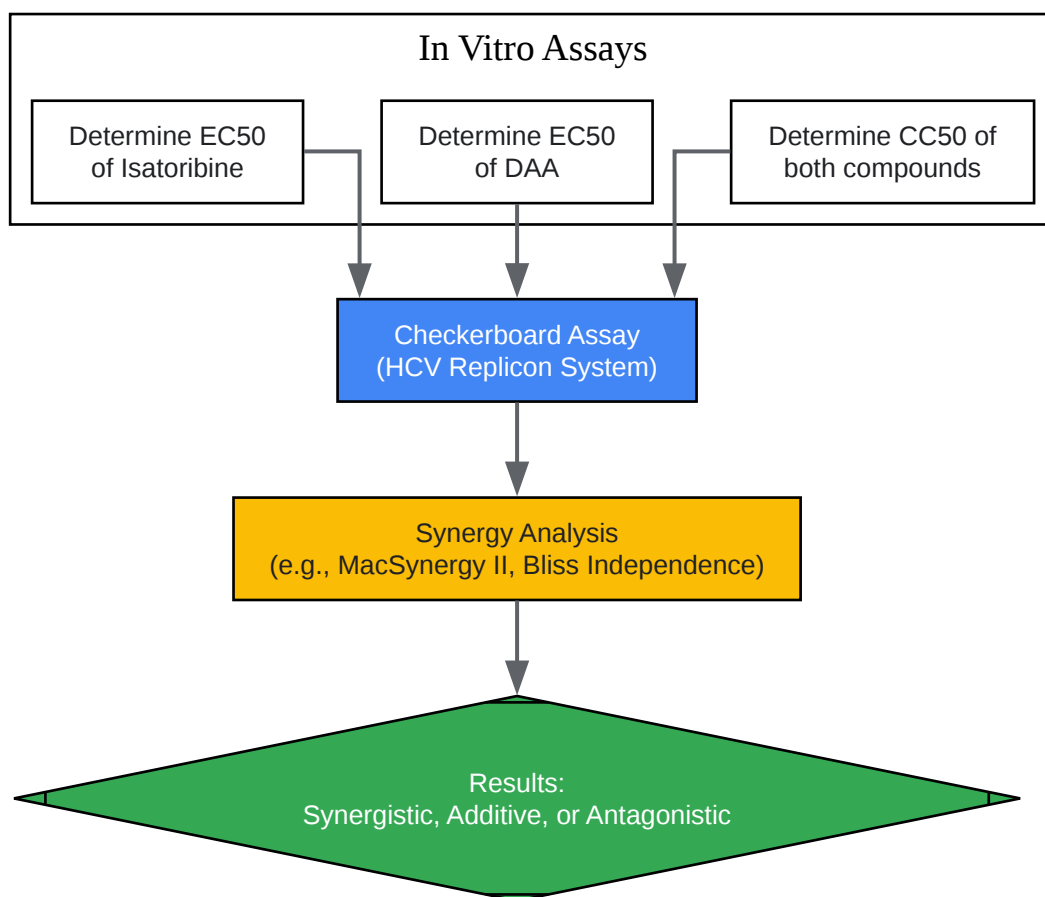 In Vitro Assays
Determine EC50
of Isatoribine
Determine EC50
of DAA
Determine CC50 of
both compounds
Checkerboard Assay
(HCV Replicon System)
Synergy Analysis
(e.g., MacSynergy II, Bliss Independence)
Results:
Synergistic, Additive, or Antagonistic